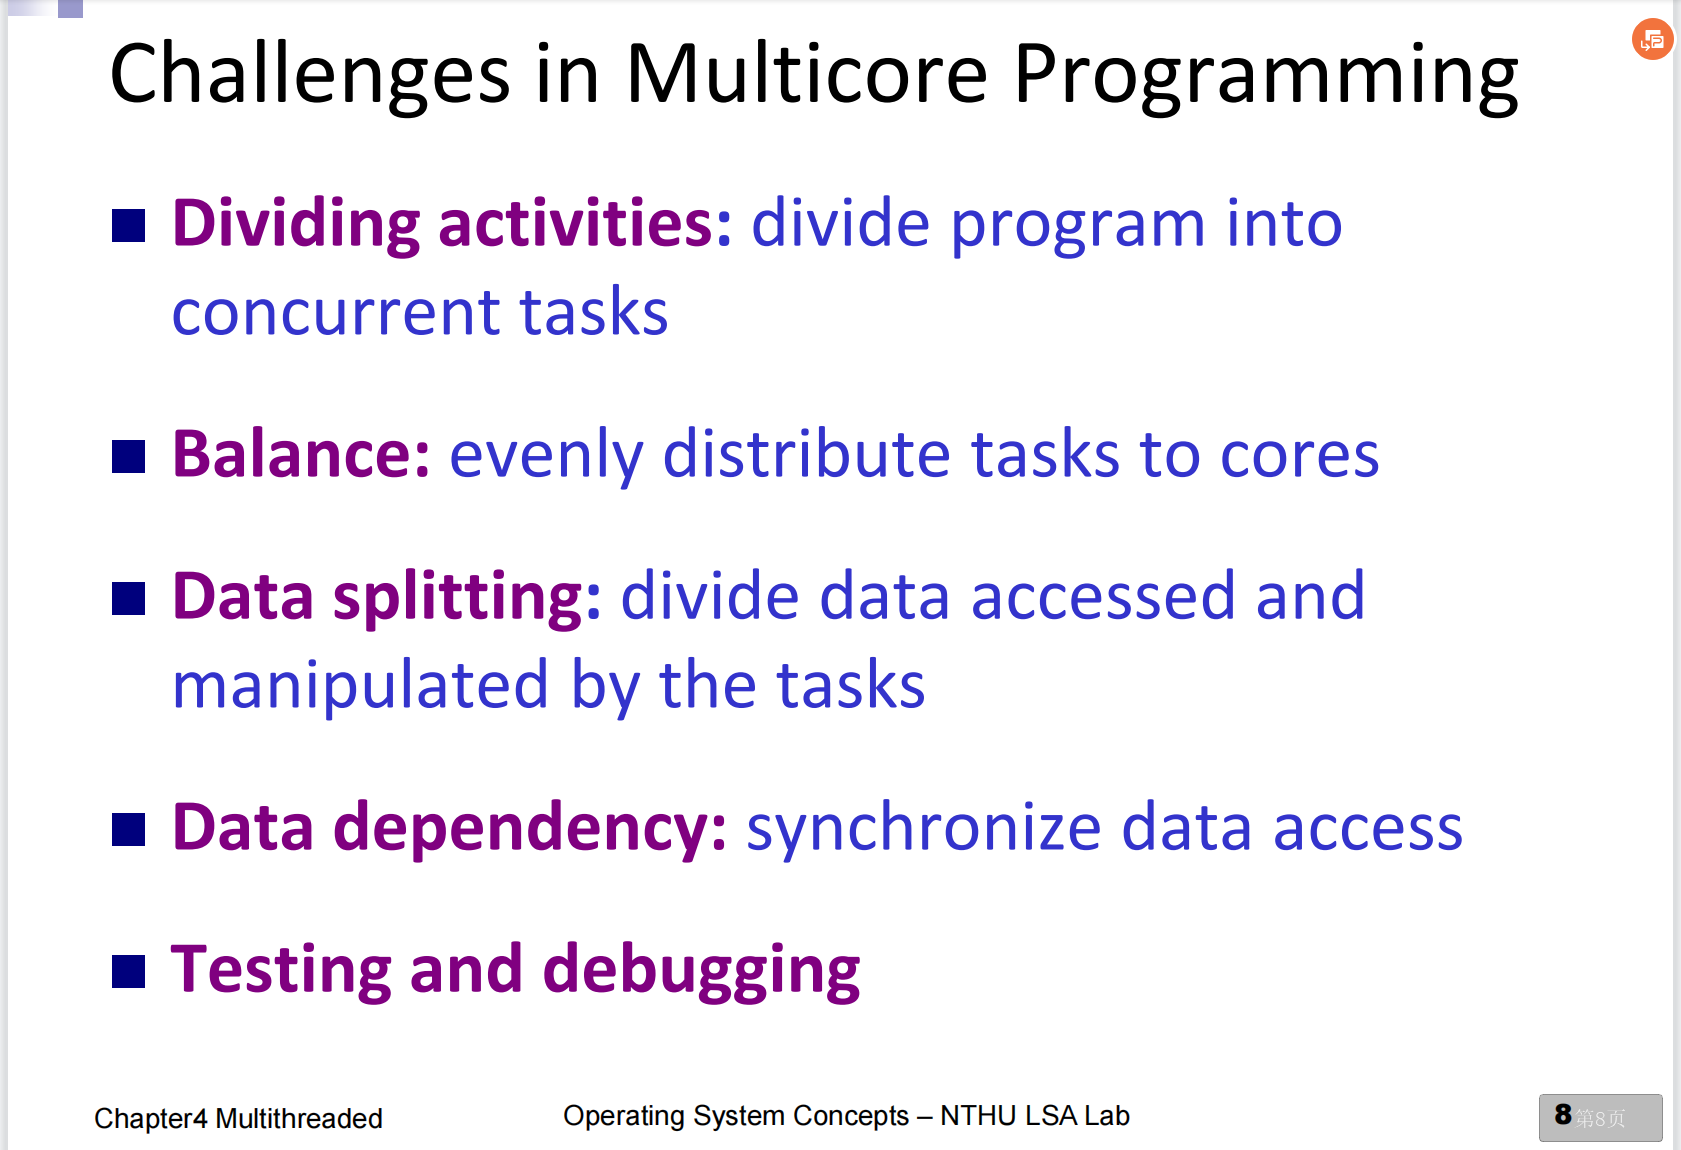 Challenges in Multicore Programming
Dividing activities: divide program into
concurrent tasks
Balance: evenly distribute tasks to cores
Data splitting: divide data accessed and
manipulated by the tasks
Data dependency: synchronize data access
Testing and debugging
Chapter4 Multithreaded
Operating System Concepts – NTHU LSA Lab
8 第8页